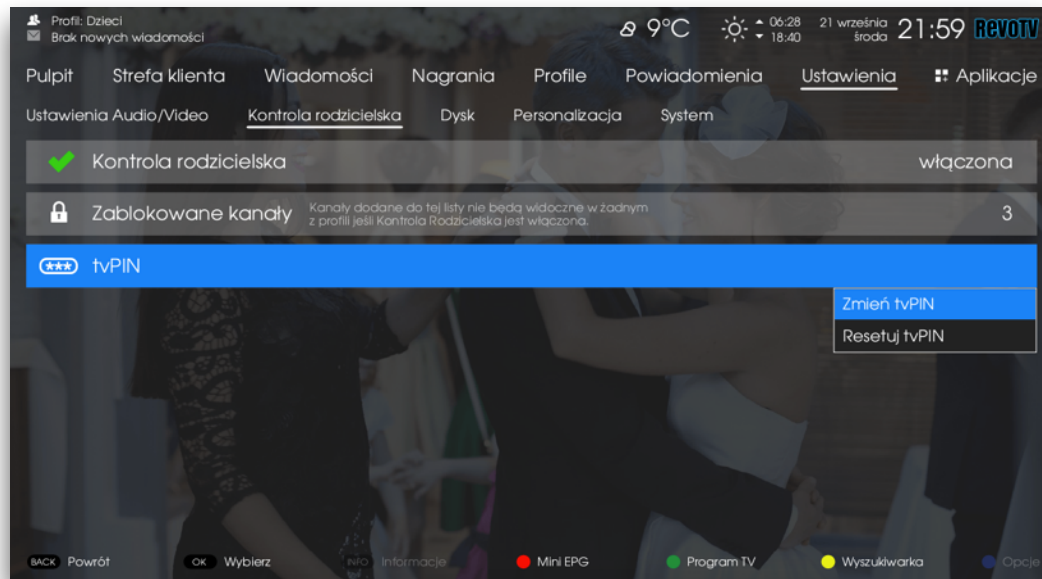 Profil: Dzieci
Brak nowych wiadomości
9°C
06:28
18:40
21 września
środa
21:59
REVOTV
Pulpit Strefa klienta Wiadomości Nagrania Profile Powiadomienia Ustawienia Aplikacje
Ustawienia Audio/Video Kontrola rodzicielska Dysk Personalizacja System
Kontrola rodzicielska włączona
Zablokowane kanały
Kanały dodane do tej listy nie będą widoczne w żadnym
z profili jeśli Kontrola Rodzicielska jest włączona.
3
tvPIN
Zmień tvPIN
Resetuj tvPIN
BACK Powrót OK Wybierz INFO Informacje Mini EPG Program TV Wyszukiwarka Opcje